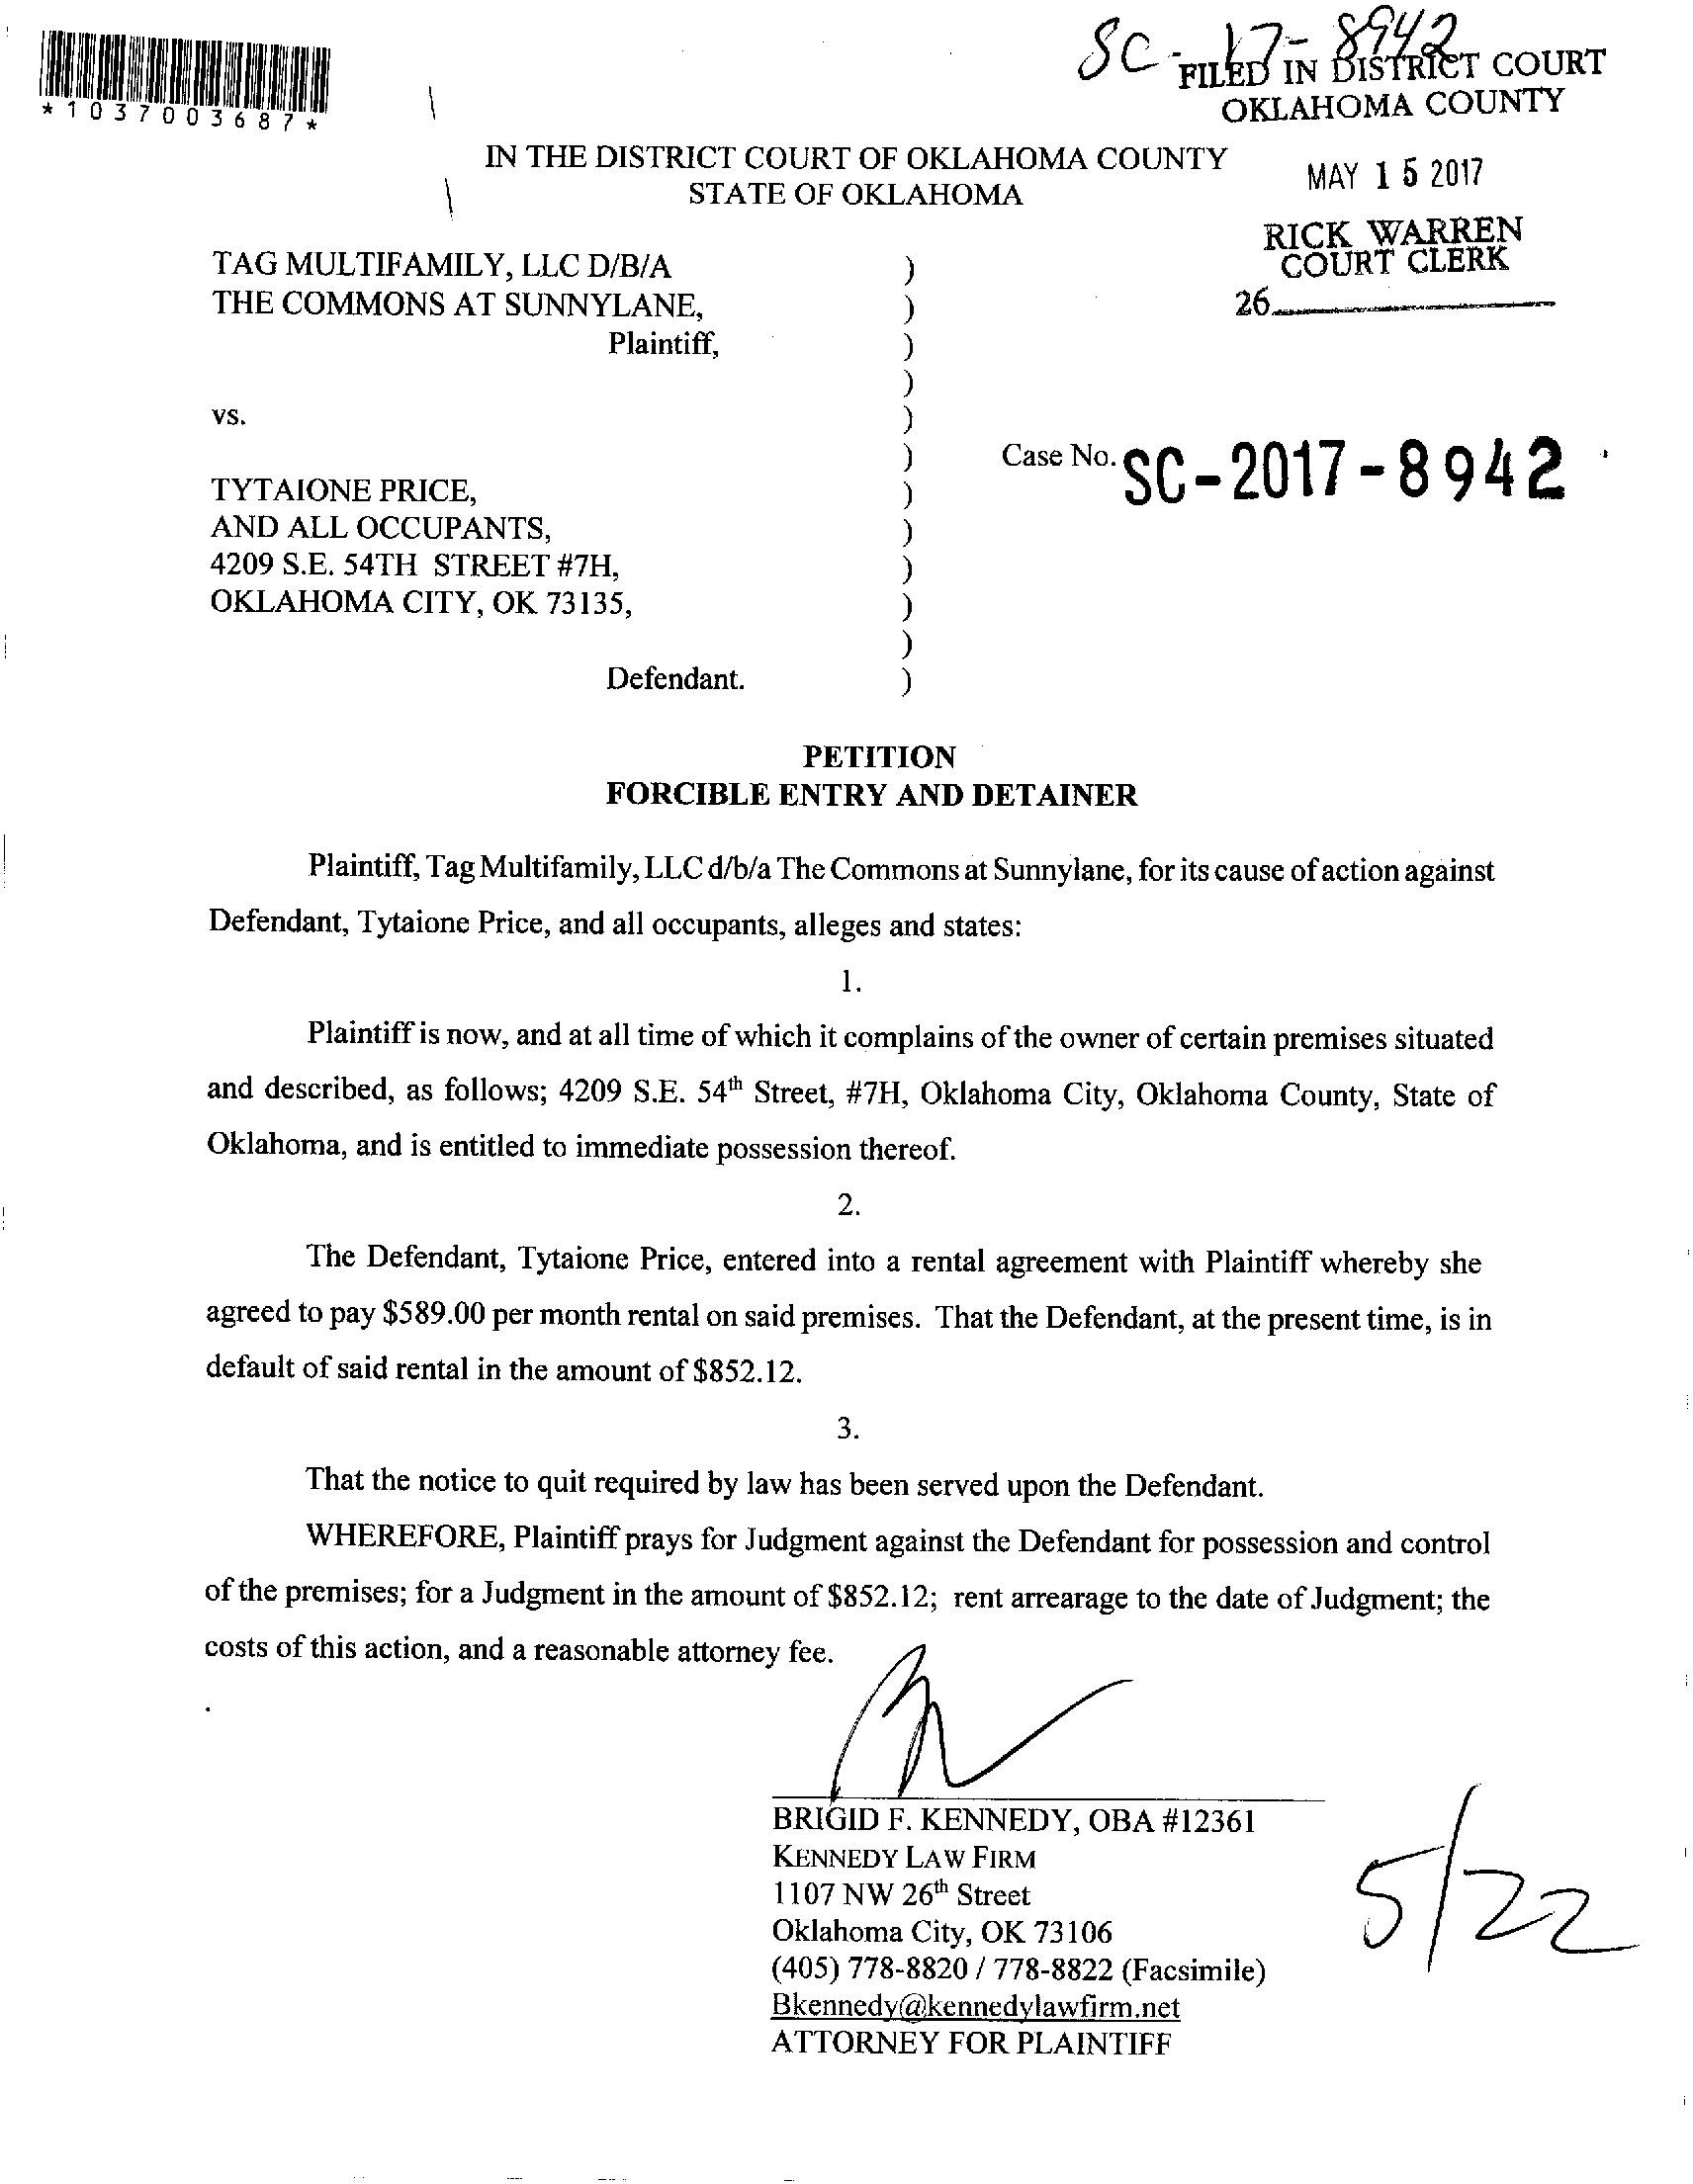 SC-17-8942
*1037003687*
FILED IN DISTRICT COURT
OKLAHOMA COUNTY
IN THE DISTRICT COURT OF OKLAHOMA COUNTY
STATE OF OKLAHOMA
MAY 15 2017
RICK WARREN
COURT CLERK
26
TAG MULTIFAMILY, LLC D/B/A )
THE COMMONS AT SUNNYLANE, )
Plaintiff, )
)
vs. )
) Case No. SC-2017-8942
TYTAIONE PRICE, )
AND ALL OCCUPANTS, )
4209 S.E. 54TH STREET #7H, )
OKLAHOMA CITY, OK 73135, )
)
Defendant. )
PETITION
FORCIBLE ENTRY AND DETAINER
Plaintiff, Tag Multifamily, LLC d/b/a The Commons at Sunnylane, for its cause of action against
Defendant, Tytaione Price, and all occupants, alleges and states:
1.
Plaintiff is now, and at all time of which it complains of the owner of certain premises situated
and described, as follows; 4209 S.E. 54th Street, #7H, Oklahoma City, Oklahoma County, State of
Oklahoma, and is entitled to immediate possession thereof.
2.
The Defendant, Tytaione Price, entered into a rental agreement with Plaintiff whereby she
agreed to pay $589.00 per month rental on said premises. That the Defendant, at the present time, is in
default of said rental in the amount of $852.12.
3.
That the notice to quit required by law has been served upon the Defendant.
WHEREFORE, Plaintiff prays for Judgment against the Defendant for possession and control
of the premises; for a Judgment in the amount of $852.12; rent arrearage to the date of Judgment; the
costs of this action, and a reasonable attorney fee.
BRIGID F. KENNEDY, OBA #12361
KENNEDY LAW FIRM
1107 NW 26th Street
Oklahoma City, OK 73106
(405) 778-8820 / 778-8822 (Facsimile)
Bkennedy@kennedylawfirm.net
ATTORNEY FOR PLAINTIFF
5/22